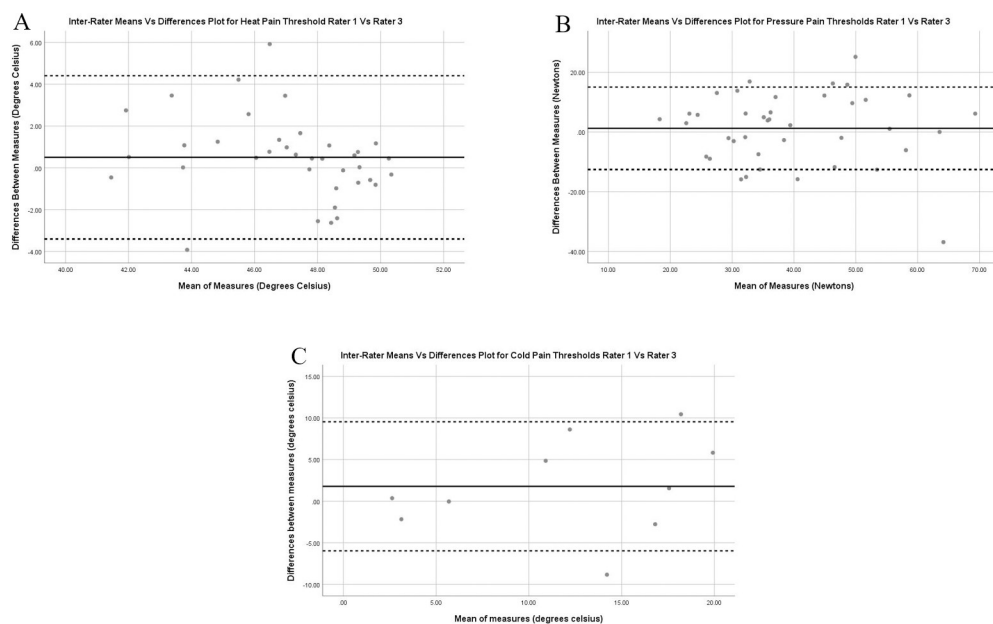 A
Inter-Rater Means Vs Differences Plot for Heat Pain Threshold Rater 1 Vs Rater 3
Differences Between Measures (Degrees Celsius)
6.00
4.00
2.00
.00
-2.00
-4.00
40.00 42.00 44.00 46.00 48.00 50.00 52.00
Mean of Measures (Degrees Celsius)
B
Inter-Rater Means Vs Differences Plot for Pressure Pain Thresholds Rater 1 Vs Rater 3
Differences Between Measures (Newtons)
20.00
.00
-20.00
-40.00
10.00 20.00 30.00 40.00 50.00 60.00 70.00
Mean of Measures (Newtons)
C
Inter-Rater Means Vs Differences Plot for Cold Pain Thresholds Rater 1 Vs Rater 3
Differences between measures (degrees celsius)
15.00
10.00
5.00
.00
-5.00
-10.00
.00 5.00 10.00 15.00 20.00
Mean of measures (degrees celsius)